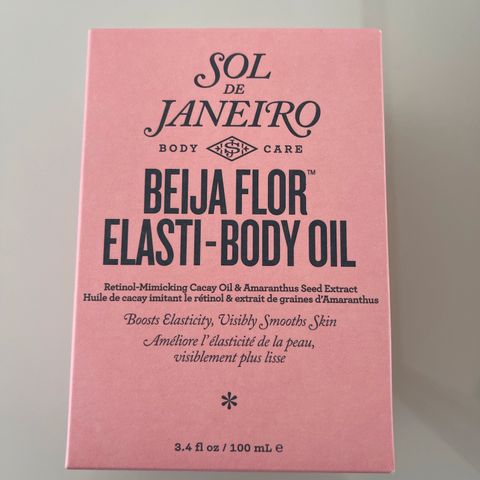 SOL
DE
JANEIRO
BODY CARE
BEIJA FLOR™
ELASTI-BODY OIL
Retinol-Mimicking Cacay Oil & Amaranthus Seed Extract
Huile de cacay imitant le rétinol & extrait de graines d'Amaranthus
Boosts Elasticity, Visibly Smooths Skin
Améliore l'élasticité de la peau,
visiblement plus lisse
*
3.4 fl oz / 100 mL ℮